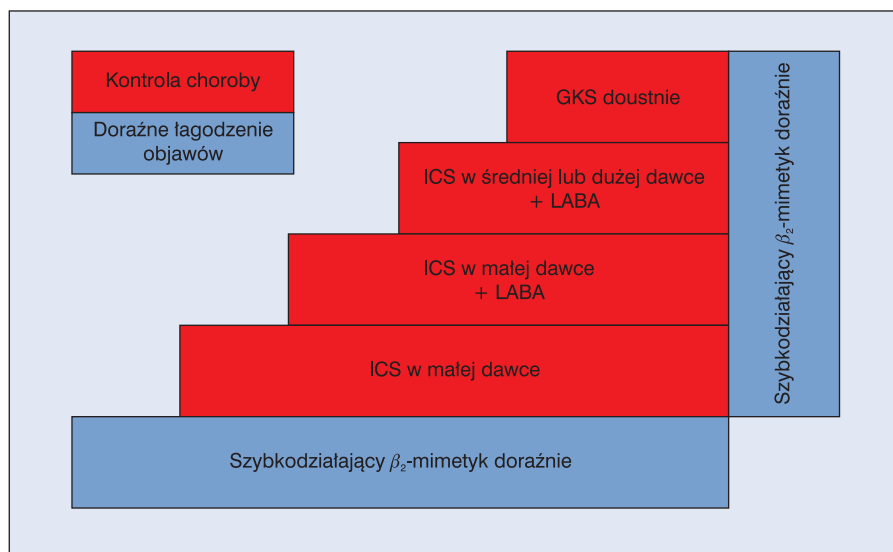 Kontrola choroby
Doraźne łagodzenie
objawów
GKS doustnie
ICS w średniej lub dużej dawce
+ LABA
ICS w małej dawce
+ LABA
ICS w małej dawce
Szybkodziałający β₂-mimetyk doraźnie
Szybkodziałający β₂-mimetyk doraźnie